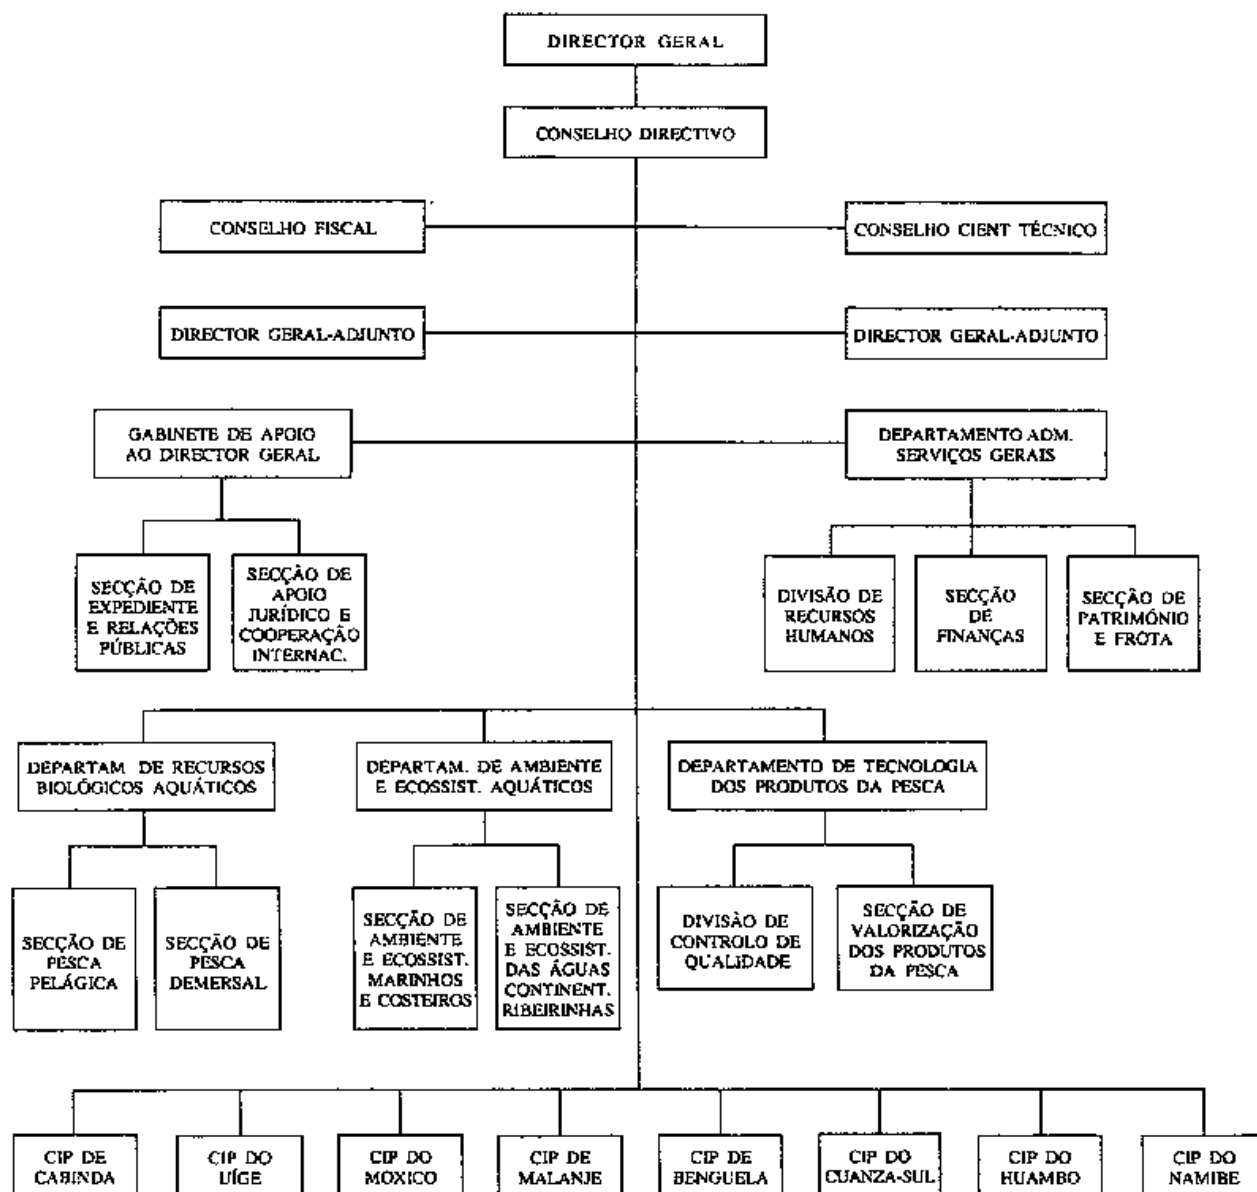 DIRECTOR GERAL
CONSELHO DIRECTIVO
CONSELHO FISCAL
CONSELHO CIENT TÉCNICO
DIRECTOR GERAL-ADJUNTO
DIRECTOR GERAL-ADJUNTO
GABINETE DE APOIO
AO DIRECTOR GERAL
DEPARTAMENTO ADM.
SERVIÇOS GERAIS
SECÇÃO DE
EXPEDIENTE
E RELAÇÕES
PÚBLICAS
SECÇÃO DE
APOIO
JURÍDICO E
COOPERAÇÃO
INTERNAC.
DIVISÃO DE
RECURSOS
HUMANOS
SECÇÃO
DE
FINANÇAS
SECÇÃO DE
PATRIMÓNIO
E FROTA
DEPARTAM. DE RECURSOS
BIOLÓGICOS AQUÁTICOS
DEPARTAM. DE AMBIENTE
E ECOSSIST. AQUÁTICOS
DEPARTAMENTO DE TECNOLOGIA
DOS PRODUTOS DA PESCA
SECÇÃO DE
PESCA
PELÁGICA
SECÇÃO DE
PESCA
DEMERSAL
SECÇÃO DE
AMBIENTE
E ECOSSIST.
MARINHOS
E COSTEIROS
SECÇÃO DE
AMBIENTE
E ECOSSIST.
DAS ÁGUAS
CONTINENT.
RIBEIRINHAS
DIVISÃO DE
CONTROLO DE
QUALIDADE
SECÇÃO DE
VALORIZAÇÃO
DOS PRODUTOS
DA PESCA
CIP DE
CABINDA
CIP DO
UÍGE
CIP DO
MOXICO
CIP DE
MALANJE
CIP DE
BENGUELA
CIP DO
CUANZA-SUL
CIP DO
HUAMBO
CIP DO
NAMIBE